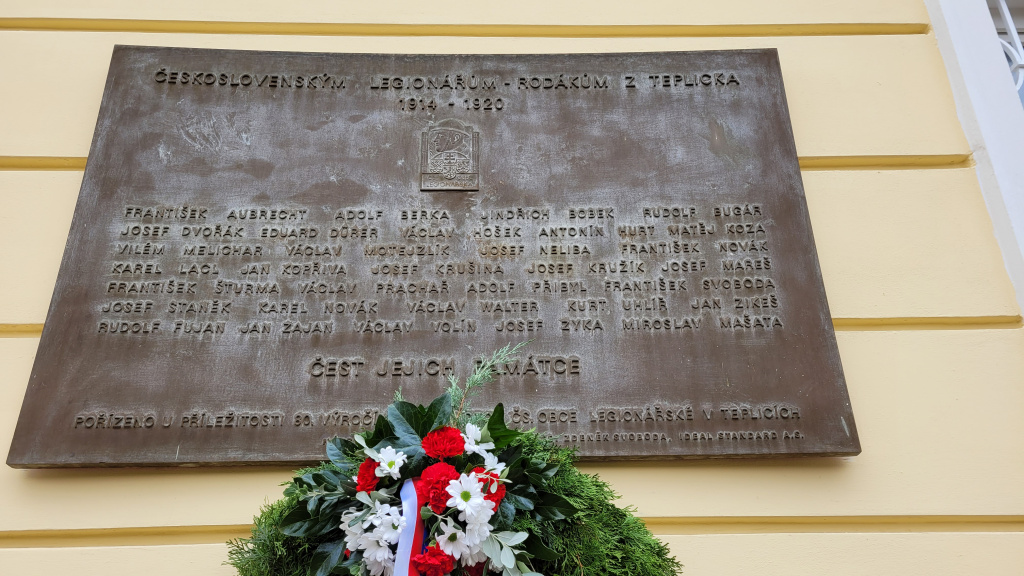 ČESKOSLOVENSKÝM LEGIONÁŘŮM - RODÁKŮM Z TEPLICKA
1914 - 1920
FRANTIŠEK AUBRECHT ADOLF BERKA JINDŘICH BOBEK RUDOLF BUGÁR
JOSEF DVOŘÁK EDUARD DÜRER VÁCLAV HOŠEK ANTONÍN HURT MATĚJ KOZA
VILÉM MELICHAR VÁCLAV MOTEJZLÍK JOSEF NELIBA FRANTIŠEK NOVÁK
KAREL LACL JAN KOPŘIVA JOSEF KRUŠINA JOSEF KRUŽÍK JOSEF MAREŠ
FRANTIŠEK ŠTURMA VÁCLAV PRACHAŘ ADOLF PŘIBYL FRANTIŠEK SVOBODA
JOSEF STANĚK KAREL NOVÁK VÁCLAV WALTER KURT UHLÍŘ JAN ZIKEŠ
RUDOLF FUJAN JAN ZAJAN VÁCLAV VOLÍN JOSEF ZYKA MIROSLAV MAŠATA
ČEST JEJICH PAMÁTCE
POŘÍZENO U PŘÍLEŽITOSTI 90. VÝROČÍ ČS. OBCE LEGIONÁŘSKÉ V TEPLICÍCH
ZDENĚK SVOBODA, IDEAL STANDARD A.S.